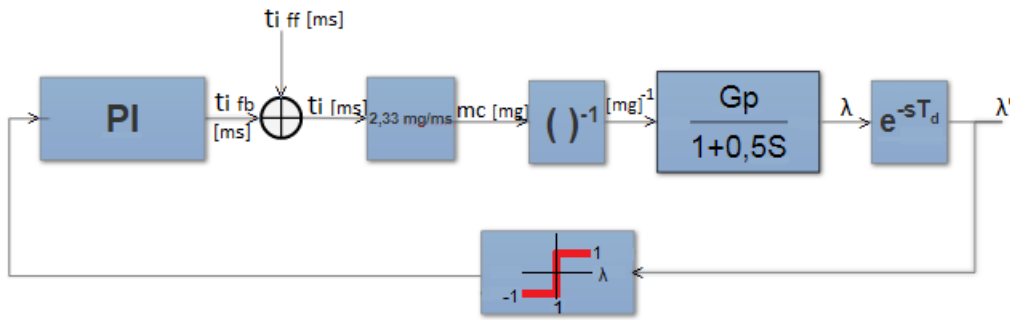 ti ff [ms]
PI
ti fb
[ms]
ti [ms]
2,33 mg/ms
mc [mg]
( )⁻¹
[mg]⁻¹
Gp
1+0,5S
λ
e⁻ˢᵀᵈ
λ'
1
λ
-1
1